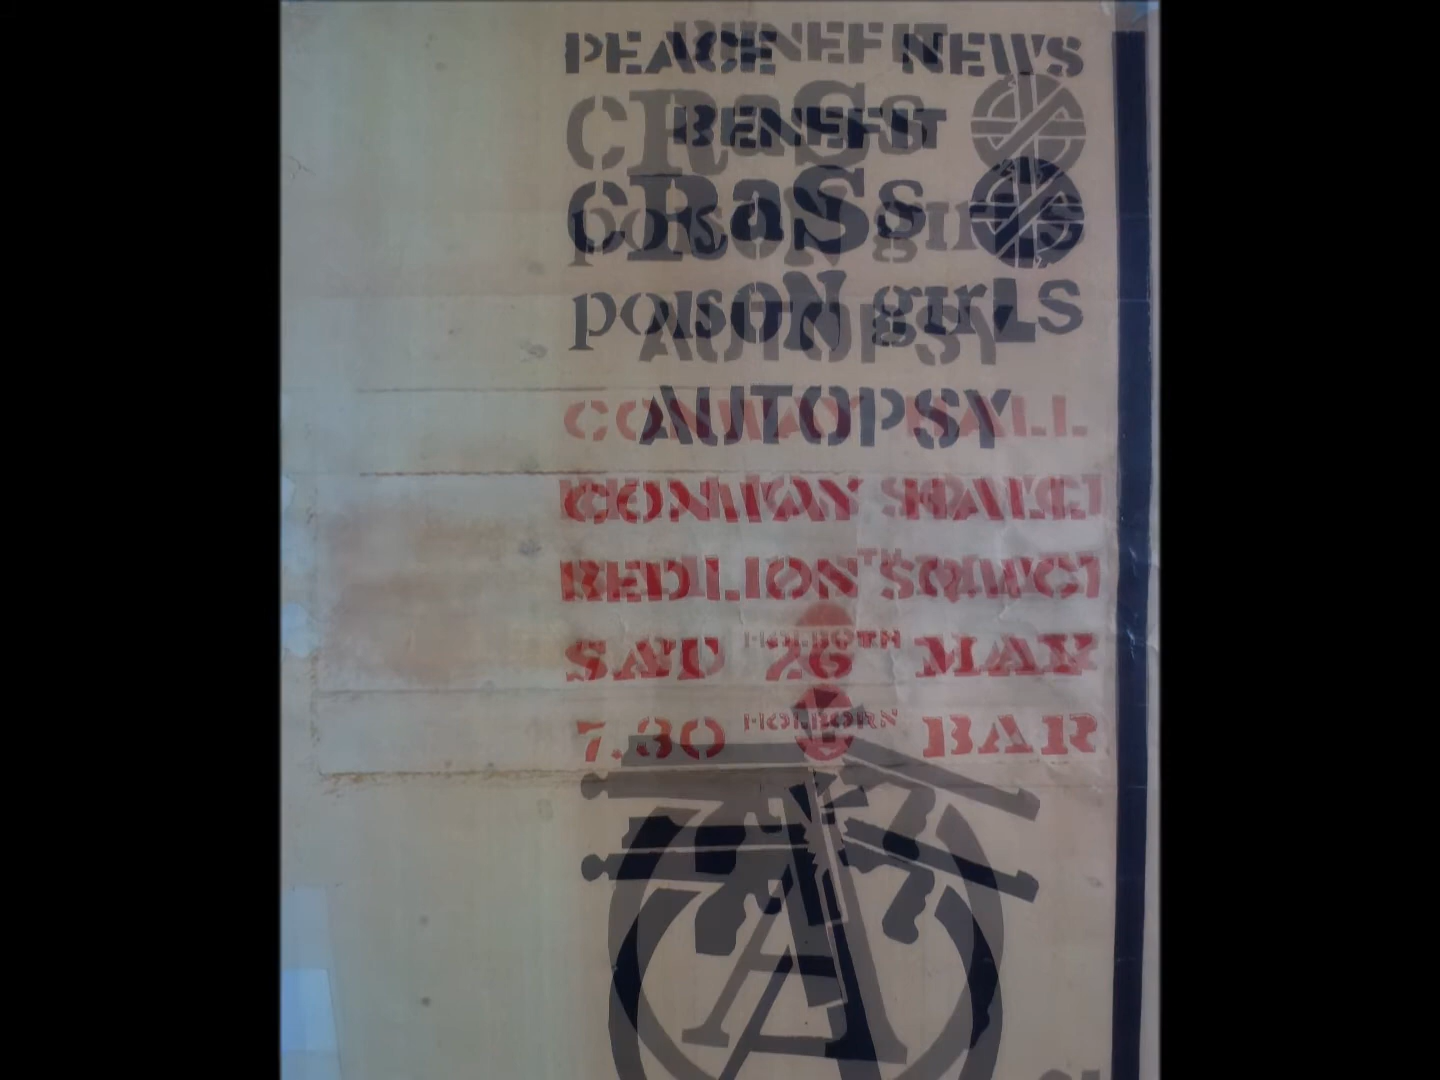 PEACE NEWS
BENEFIT
CRaSS
poisoN girLS
AUTOPSY
CONWAY HALL
RED LION SQ WC1
SAT 26TH MAY
7.30 HOLBORN BAR